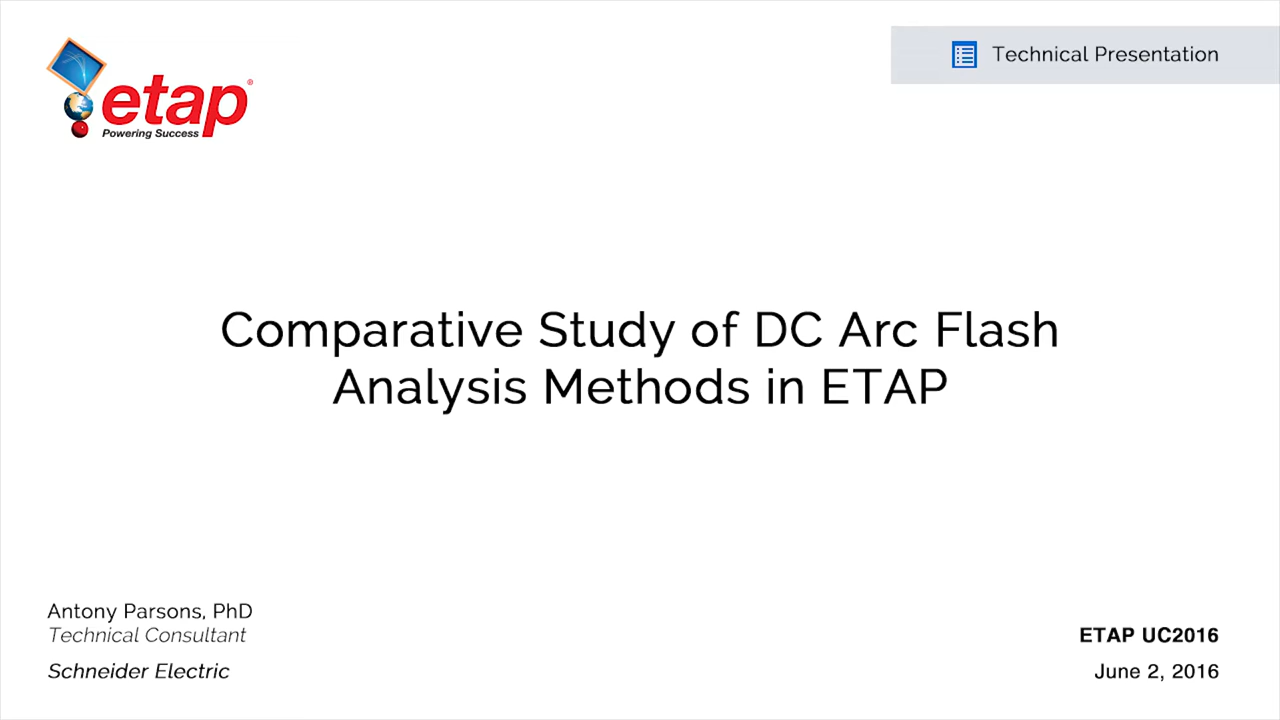 etap®
Powering Success
Technical Presentation
Comparative Study of DC Arc Flash
Analysis Methods in ETAP
Antony Parsons, PhD
Technical Consultant
Schneider Electric
ETAP UC2016
June 2, 2016